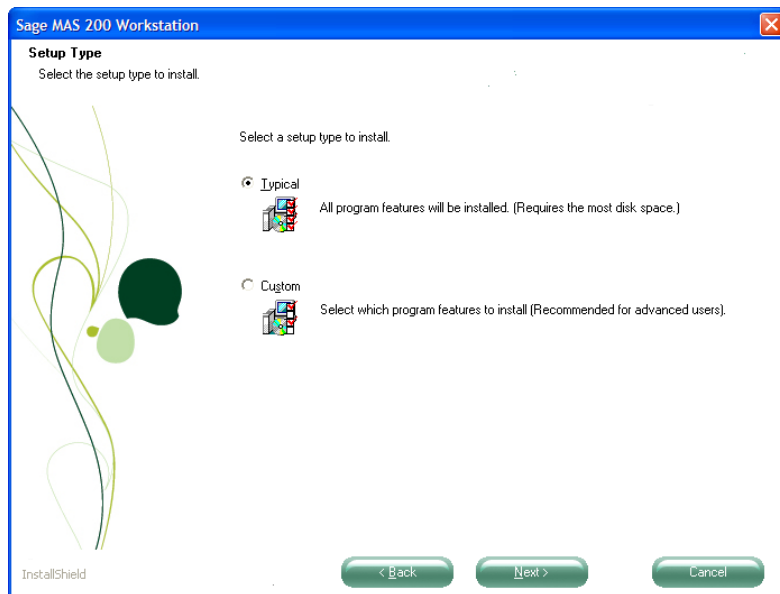 Sage MAS 200 Workstation
Setup Type
Select the setup type to install.
Select a setup type to install.
Typical
All program features will be installed. (Requires the most disk space.)
Custom
Select which program features to install (Recommended for advanced users).
InstallShield
< Back
Next >
Cancel